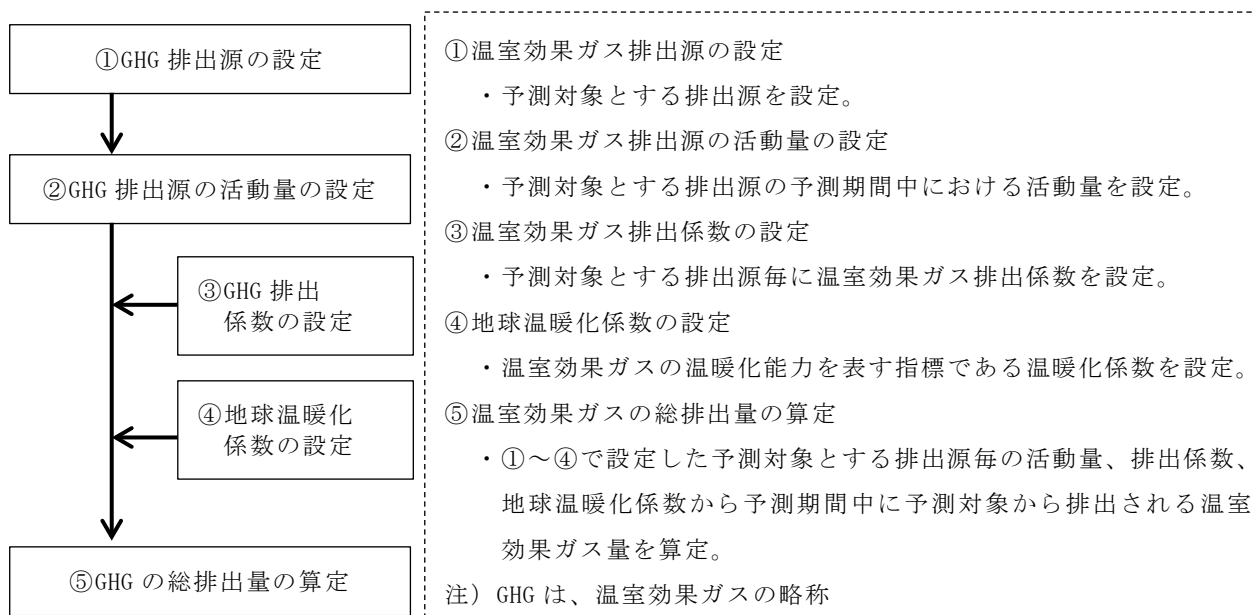 ①GHG 排出源の設定
②GHG 排出源の活動量の設定
③GHG 排出
係数の設定
④地球温暖化
係数の設定
⑤GHG の総排出量の算定
①温室効果ガス排出源の設定
・予測対象とする排出源を設定。
②温室効果ガス排出源の活動量の設定
・予測対象とする排出源の予測期間中における活動量を設定。
③温室効果ガス排出係数の設定
・予測対象とする排出源毎に温室効果ガス排出係数を設定。
④地球温暖化係数の設定
・温室効果ガスの温暖化能力を表す指標である温暖化係数を設定。
⑤温室効果ガスの総排出量の算定
・①～④で設定した予測対象とする排出源毎の活動量、排出係数、
地球温暖化係数から予測期間中に予測対象から排出される温室
効果ガス量を算定。
注）GHG は、温室効果ガスの略称